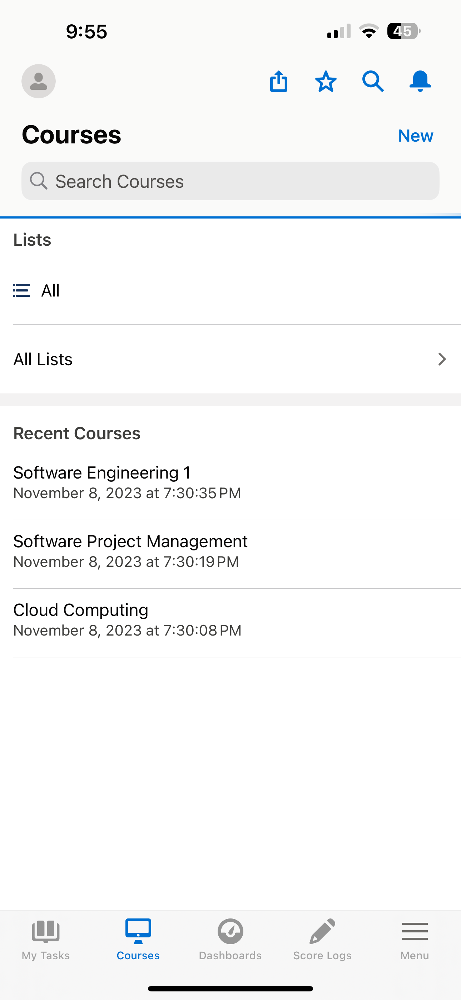 9:55
45
Courses
New
Search Courses
Lists
All
All Lists
Recent Courses
Software Engineering 1
November 8, 2023 at 7:30:35 PM
Software Project Management
November 8, 2023 at 7:30:19 PM
Cloud Computing
November 8, 2023 at 7:30:08 PM
My Tasks
Courses
Dashboards
Score Logs
Menu